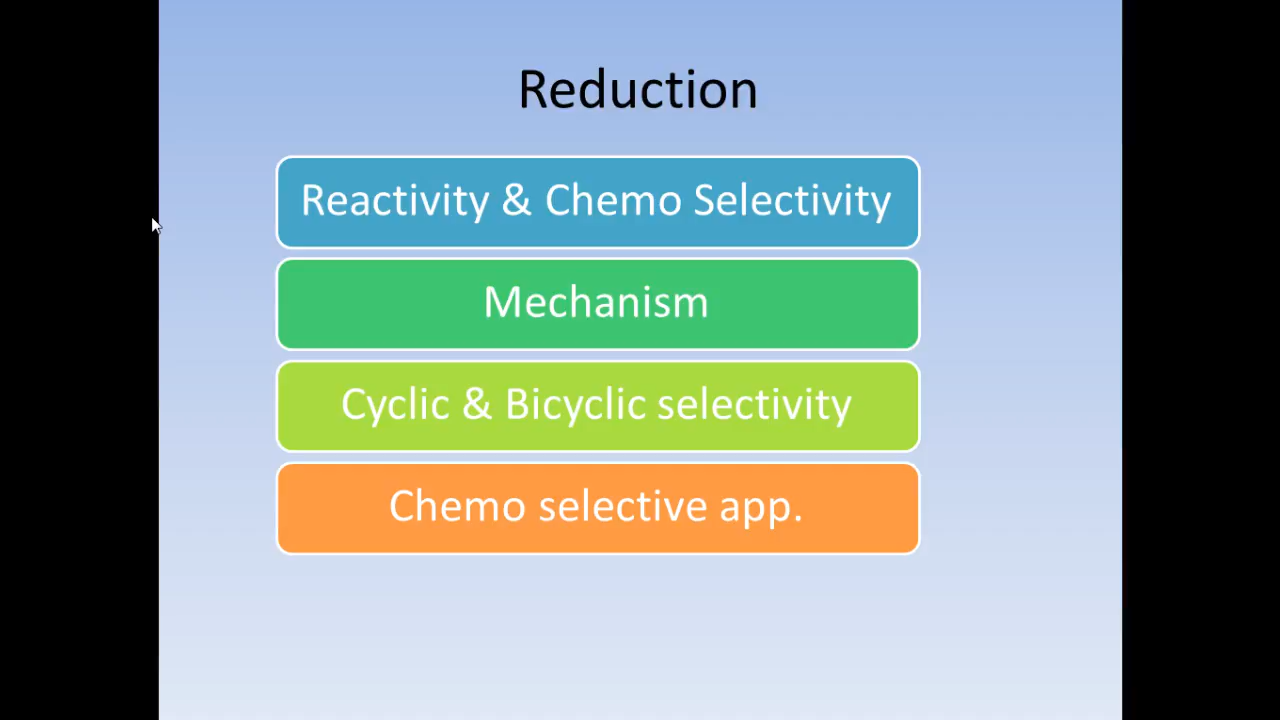 Reduction
Reactivity & Chemo Selectivity
Mechanism
Cyclic & Bicyclic selectivity
Chemo selective app.